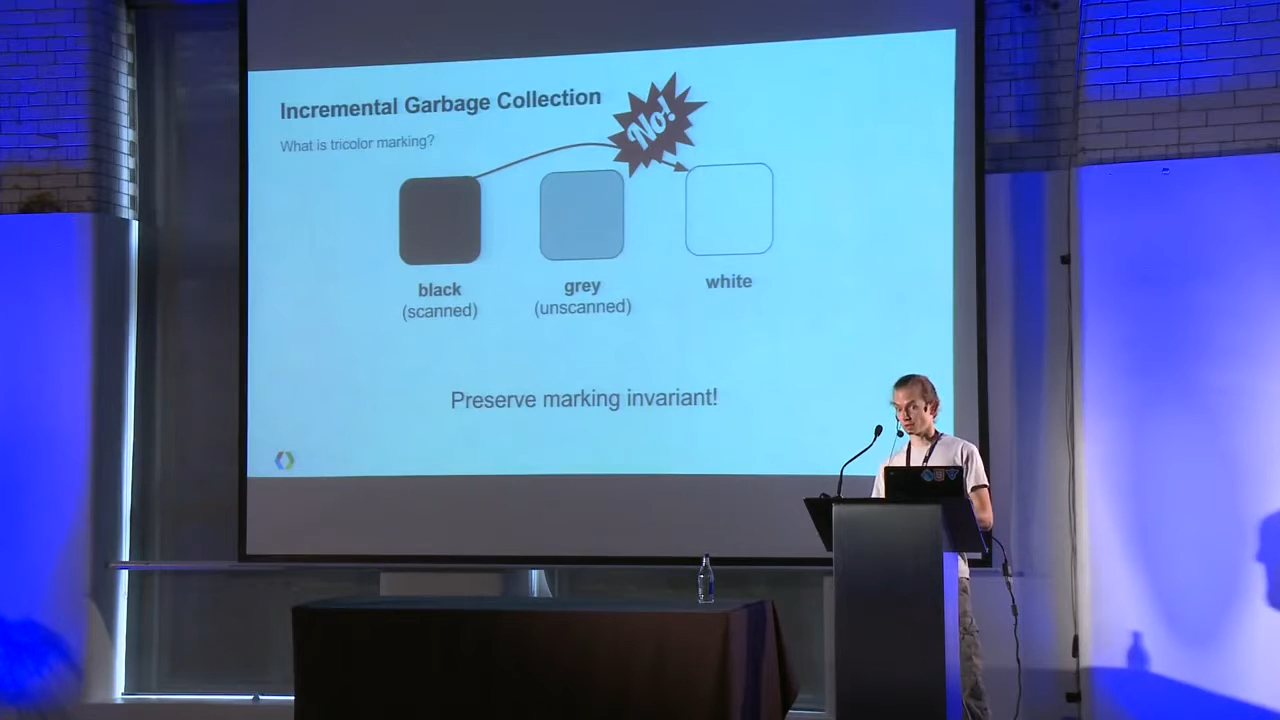 Incremental Garbage Collection
What is tricolor marking?
No!
black
(scanned)
grey
(unscanned)
white
Preserve marking invariant!